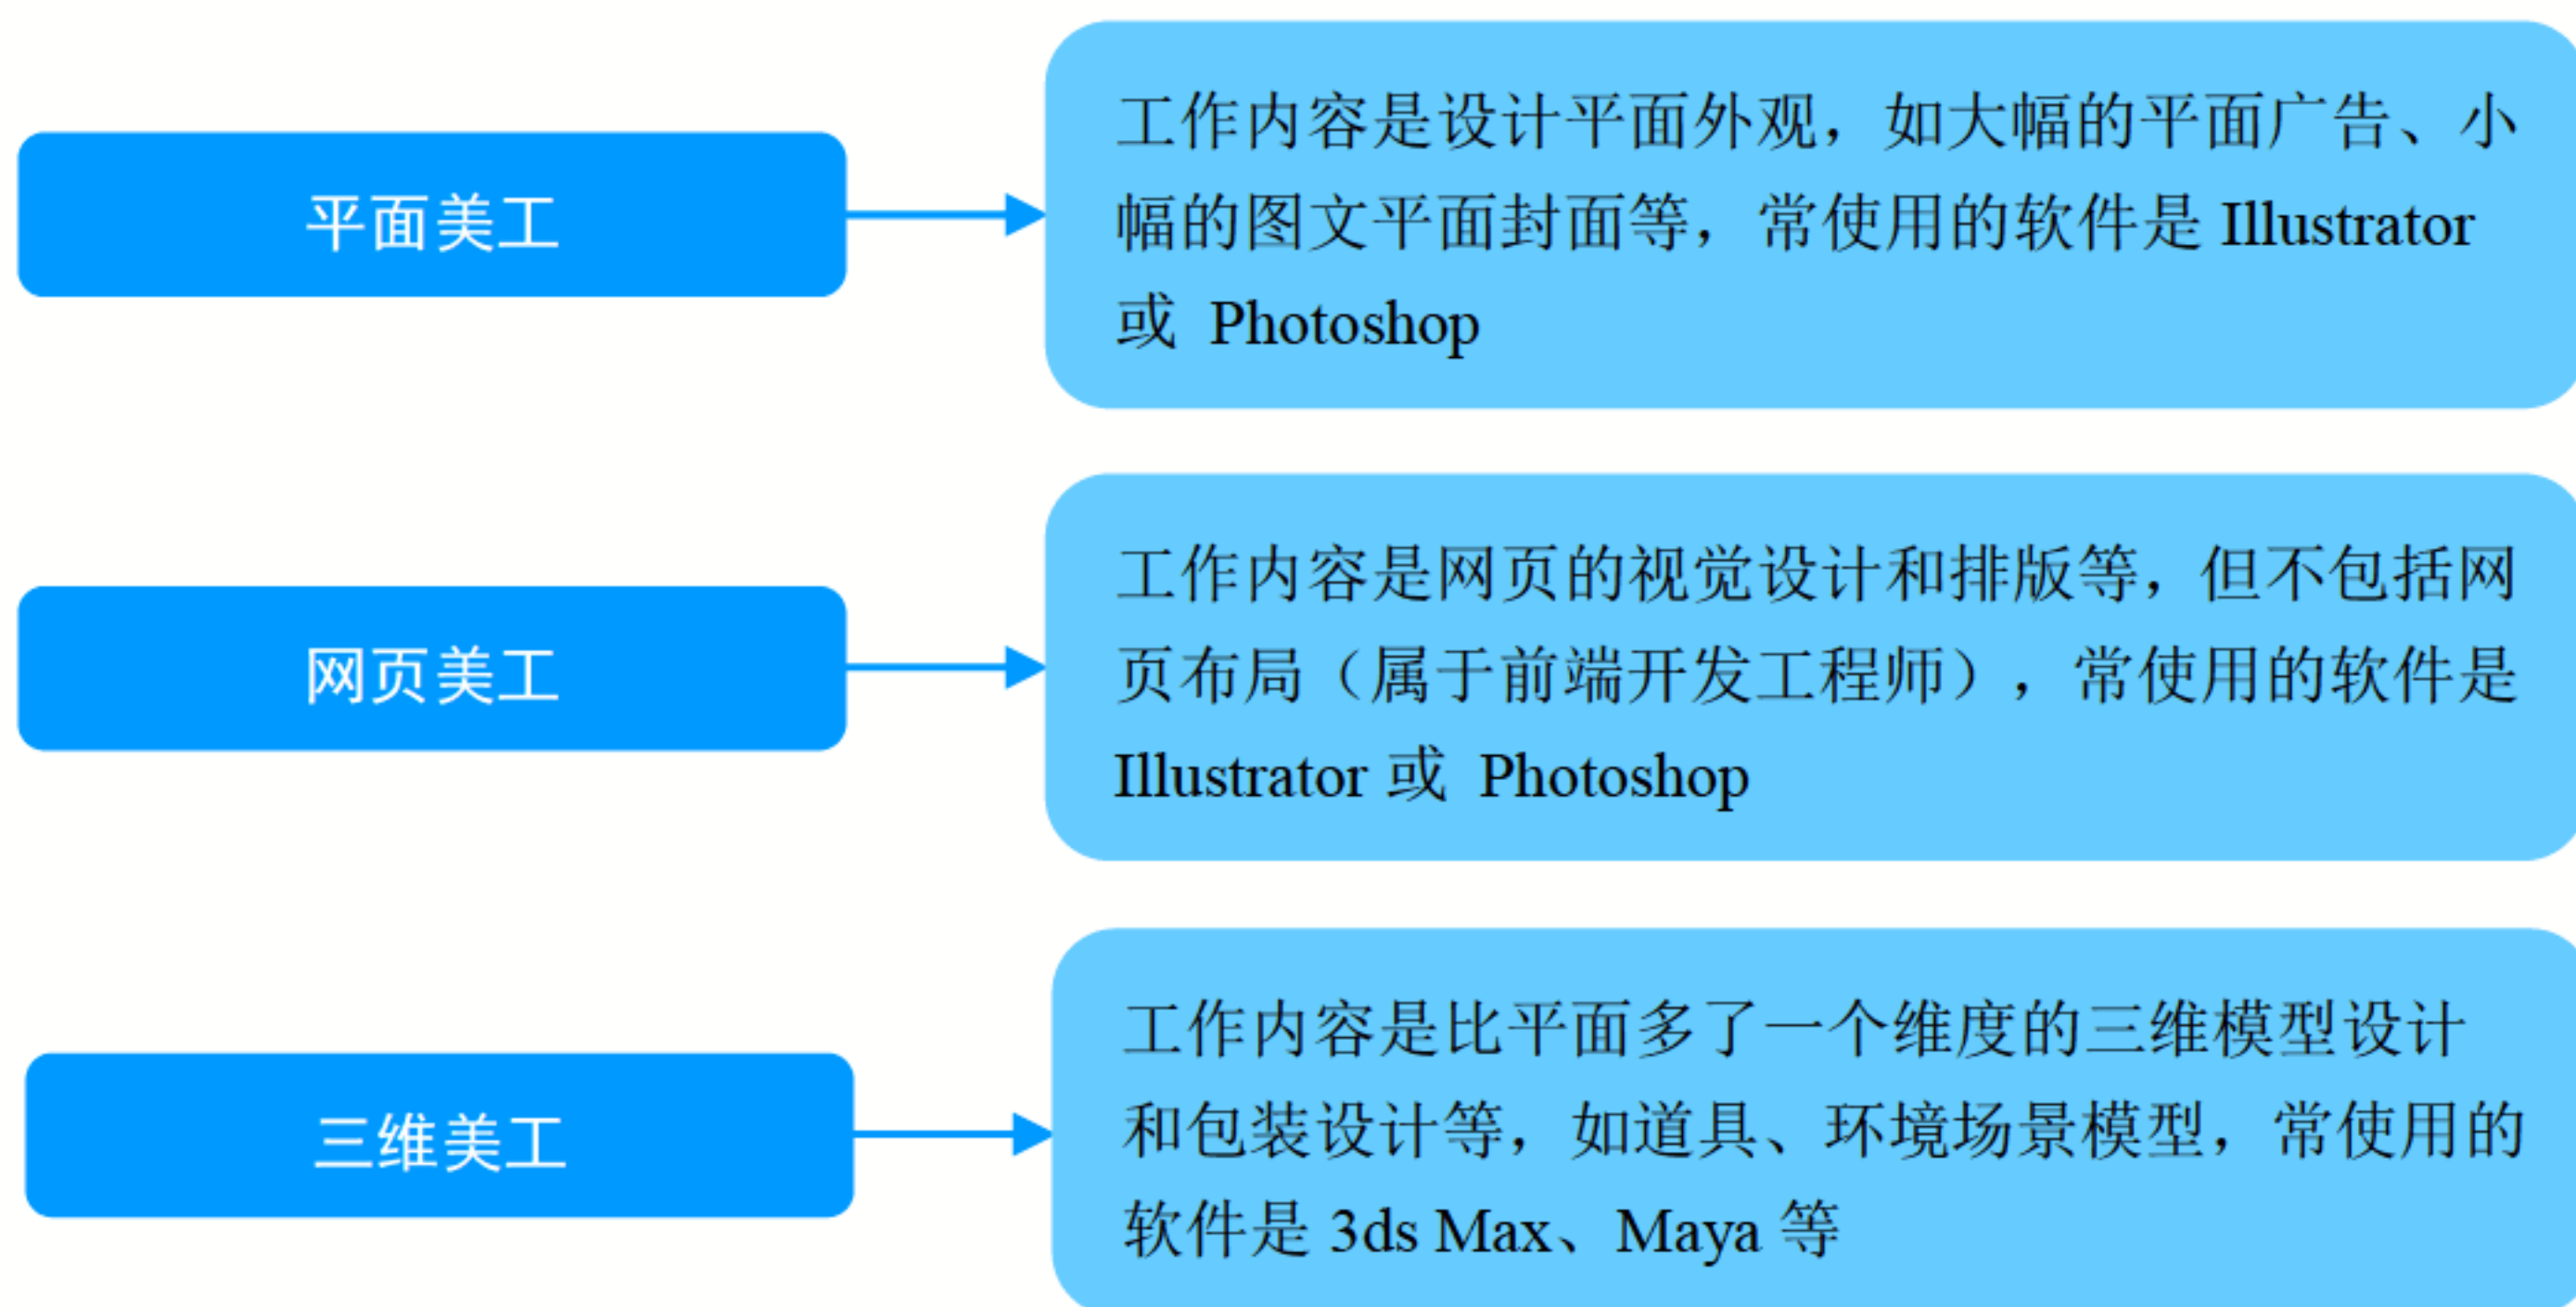 平面美工
工作内容是设计平面外观，如大幅的平面广告、小
幅的图文平面封面等，常使用的软件是 Illustrator
或 Photoshop
网页美工
工作内容是网页的视觉设计和排版等，但不包括网
页布局（属于前端开发工程师），常使用的软件是
Illustrator 或 Photoshop
三维美工
工作内容是比平面多了一个维度的三维模型设计
和包装设计等，如道具、环境场景模型，常使用的
软件是 3ds Max、Maya 等